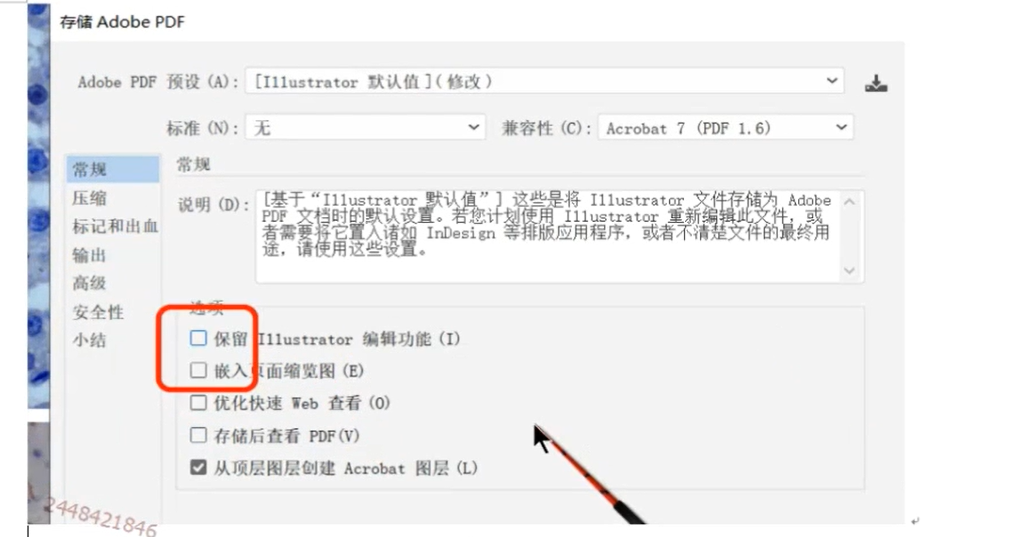 存储 Adobe PDF
Adobe PDF 预设 (A): [Illustrator 默认值](修改)
标准 (N): 无 兼容性 (C): Acrobat 7 (PDF 1.6)
常规
压缩
标记和出血
输出
高级
安全性
小结
常规
说明 (D): [基于“Illustrator 默认值”] 这些是将 Illustrator 文件存储为 Adobe
PDF 文档时的默认设置。若您计划使用 Illustrator 重新编辑此文件, 或
者需要将它置入诸如 InDesign 等排版应用程序, 或者不清楚文件的最终用
途, 请使用这些设置。
选项
保留 Illustrator 编辑功能 (I)
嵌入页面缩览图 (E)
优化快速 Web 查看 (O)
存储后查看 PDF(V)
从顶层图层创建 Acrobat 图层 (L)
2448421846